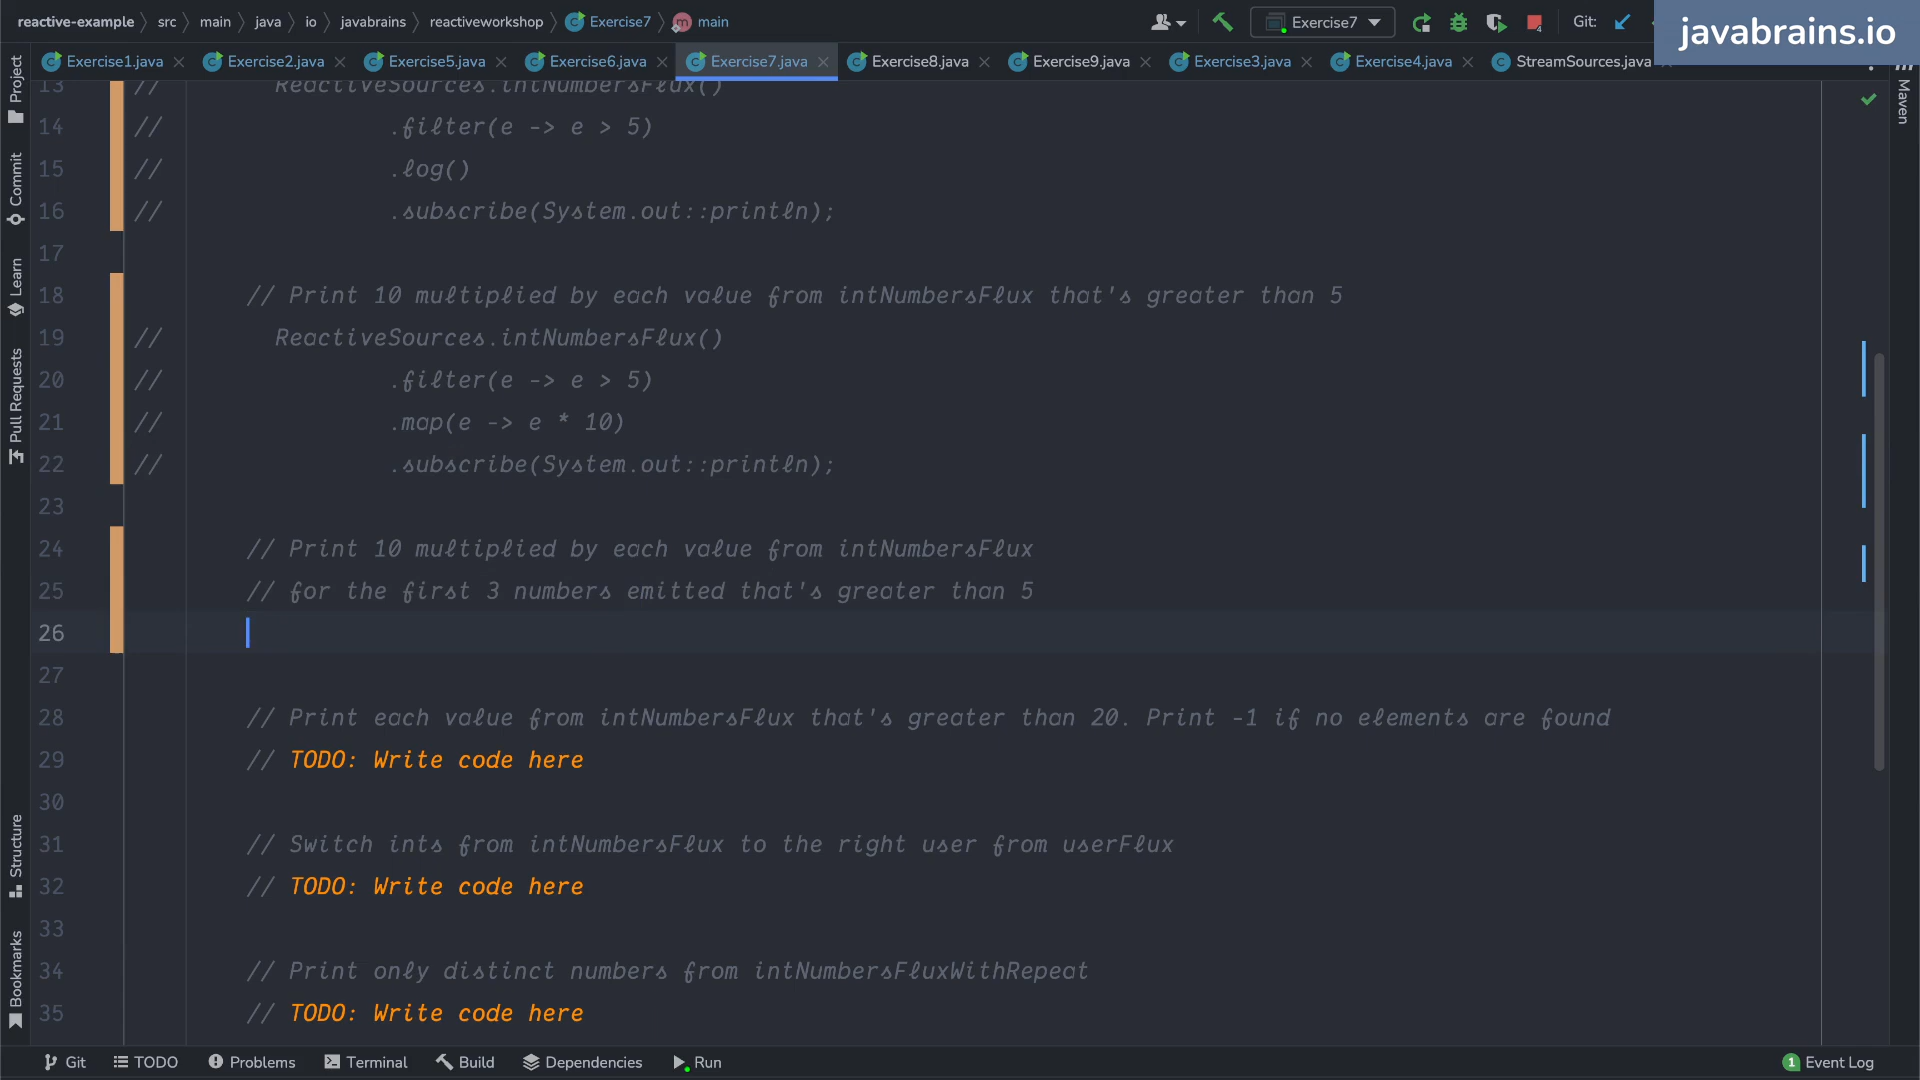 reactive-example src main java io javabrains reactiveworkshop Exercise7 main Exercise7 Git: javabrains.io
Exercise1.java Exercise2.java Exercise5.java Exercise6.java Exercise7.java Exercise8.java Exercise9.java Exercise3.java Exercise4.java StreamSources.java
Project
Commit
Learn
Pull Requests
Structure
Bookmarks
Maven
13 // ReactiveSources.intNumbersFlux()
14 // .filter(e -> e > 5)
15 // .log()
16 // .subscribe(System.out::println);
17
18 // Print 10 multiplied by each value from intNumbersFlux that's greater than 5
19 // ReactiveSources.intNumbersFlux()
20 // .filter(e -> e > 5)
21 // .map(e -> e * 10)
22 // .subscribe(System.out::println);
23
24 // Print 10 multiplied by each value from intNumbersFlux
25 // for the first 3 numbers emitted that's greater than 5
26
27
28 // Print each value from intNumbersFlux that's greater than 20. Print -1 if no elements are found
29 // TODO: Write code here
30
31 // Switch ints from intNumbersFlux to the right user from userFlux
32 // TODO: Write code here
33
34 // Print only distinct numbers from intNumbersFluxWithRepeat
35 // TODO: Write code here
Git TODO Problems Terminal Build Dependencies Run 1 Event Log